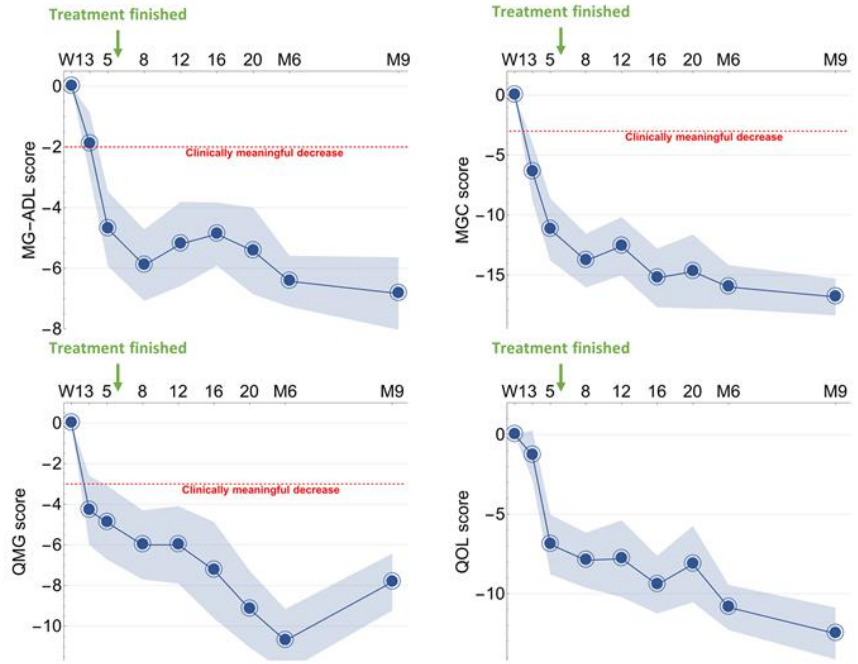 Treatment finished
W13 5 8 12 16 20 M6 M9
0
Clinically meaningful decrease
−2
−4
−6
−8
MG−ADL score
Treatment finished
W13 5 8 12 16 20 M6 M9
0
Clinically meaningful decrease
−5
−10
−15
MGC score
Treatment finished
W13 5 8 12 16 20 M6 M9
0
−2
Clinically meaningful decrease
−4
−6
−8
−10
QMG score
Treatment finished
W13 5 8 12 16 20 M6 M9
0
−5
−10
QOL score